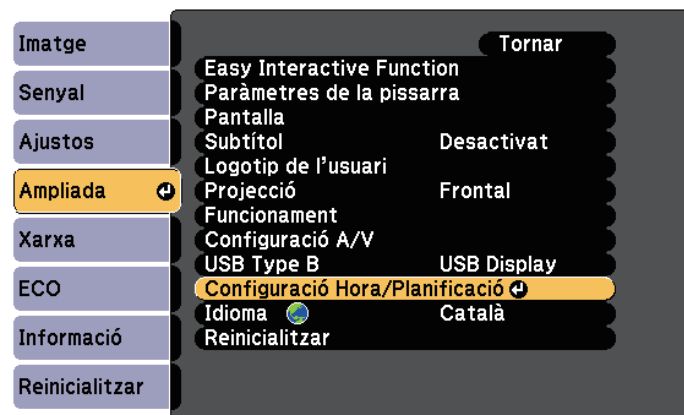 Imatge
Senyal
Ajustos
Ampliada
Xarxa
ECO
Informació
Reinicialitzar
Tornar
Easy Interactive Function
Paràmetres de la pissarra
Pantalla
Subtítol Desactivat
Logotip de l'usuari
Projecció Frontal
Funcionament
Configuració A/V
USB Type B USB Display
Configuració Hora/Planificació
Idioma Català
Reinicialitzar